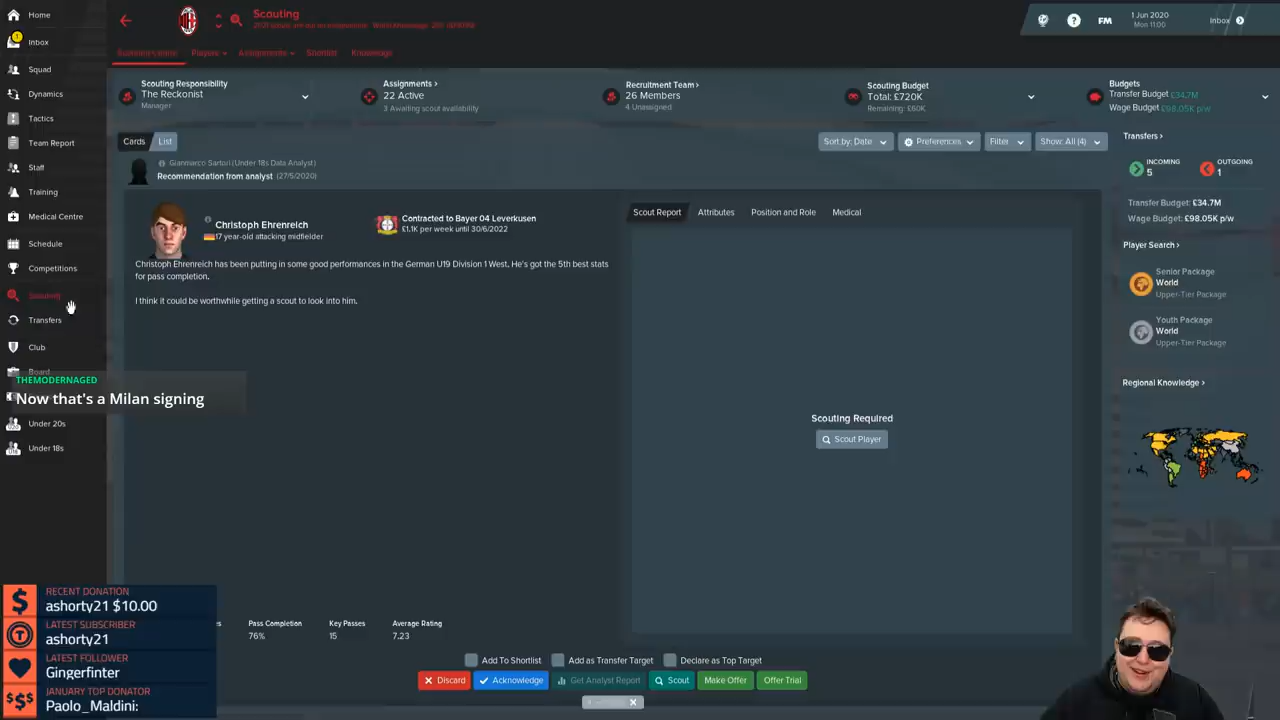 Home
Scouting
1 Jun 2020
Mon 11:00
Inbox
FM
1
Inbox
Squad
Players
Assignments
Shortlist
Knowledge
Dynamics
Scouting Responsibility
The Reckonist
Manager
Assignments >
22 Active
3 Awaiting scout availability
Recruitment Team >
26 Members
4 Unassigned
Scouting Budget
Total: £720K
Remaining: £60K
Budgets
Transfer Budget £34.7M
Wage Budget £98.05K p/w
Tactics
Team Report
Staff
Training
Medical Centre
Schedule
Competitions
Scouting
Transfers
Club
Board
Under 20s
Under 18s
Cards
List
Sort by: Date
Preferences
Filter
Show: All (4)
Gianmarco Sartori (Under 18s Data Analyst)
Recommendation from analyst (27/5/2020)
Christoph Ehrenreich
17 year-old attacking midfielder
Contracted to Bayer 04 Leverkusen
£1.1K per week until 30/6/2022
Christoph Ehrenreich has been putting in some good performances in the German U19 Division 1 West. He's got the 5th best stats
for pass completion.
I think it could be worthwhile getting a scout to look into him.
Scout Report
Attributes
Position and Role
Medical
Scouting Required
Scout Player
Transfers >
INCOMING
5
OUTGOING
1
Transfer Budget: £34.7M
Wage Budget: £98.05K p/w
Player Search >
Senior Package
World
Upper-Tier Package
Youth Package
World
Upper-Tier Package
Regional Knowledge >
THEMODERNAGED
Now that's a Milan signing
Pass Completion
76%
Key Passes
15
Average Rating
7.23
Add To Shortlist
Add as Transfer Target
Declare as Top Target
Discard
Acknowledge
Get Analyst Report
Scout
Make Offer
Offer Trial
RECENT DONATION
ashorty21 $10.00
LATEST SUBSCRIBER
ashorty21
LATEST FOLLOWER
Gingerfinter
JANUARY TOP DONATOR
Paolo_Maldini: